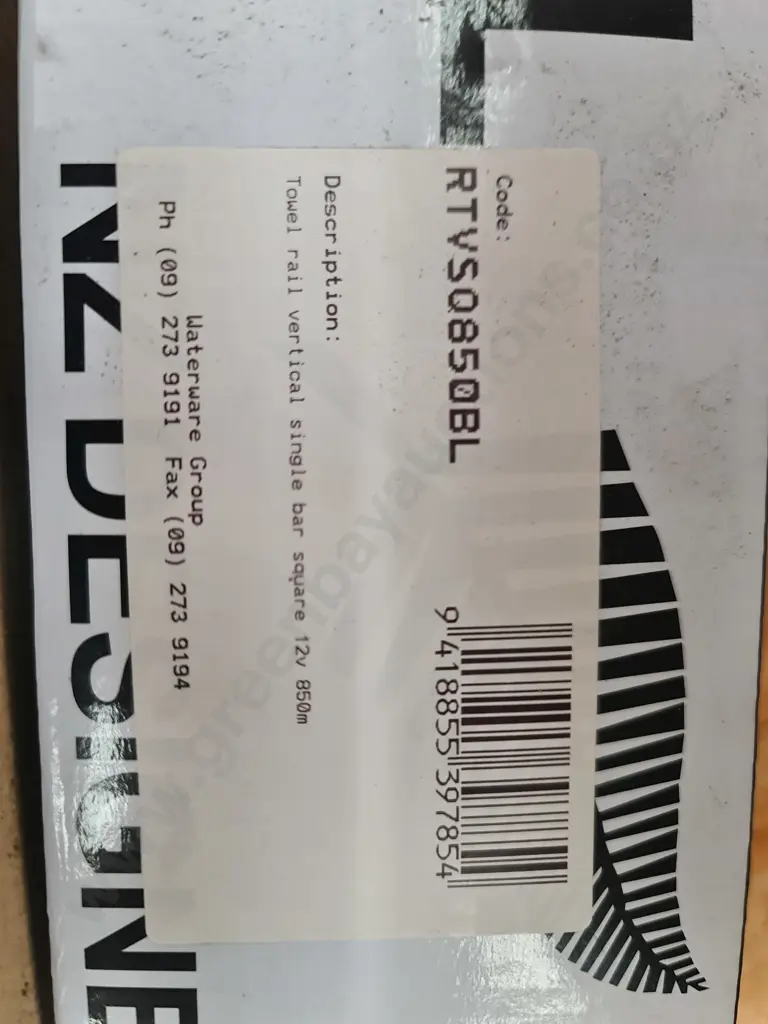 Code:
RTVSQ850BL
9 418855 397854
Description:
Towel rail vertical single bar square 12v 850m
Waterware Group
Ph (09) 273 9191 Fax (09) 273 9194
NZ DESIGNE